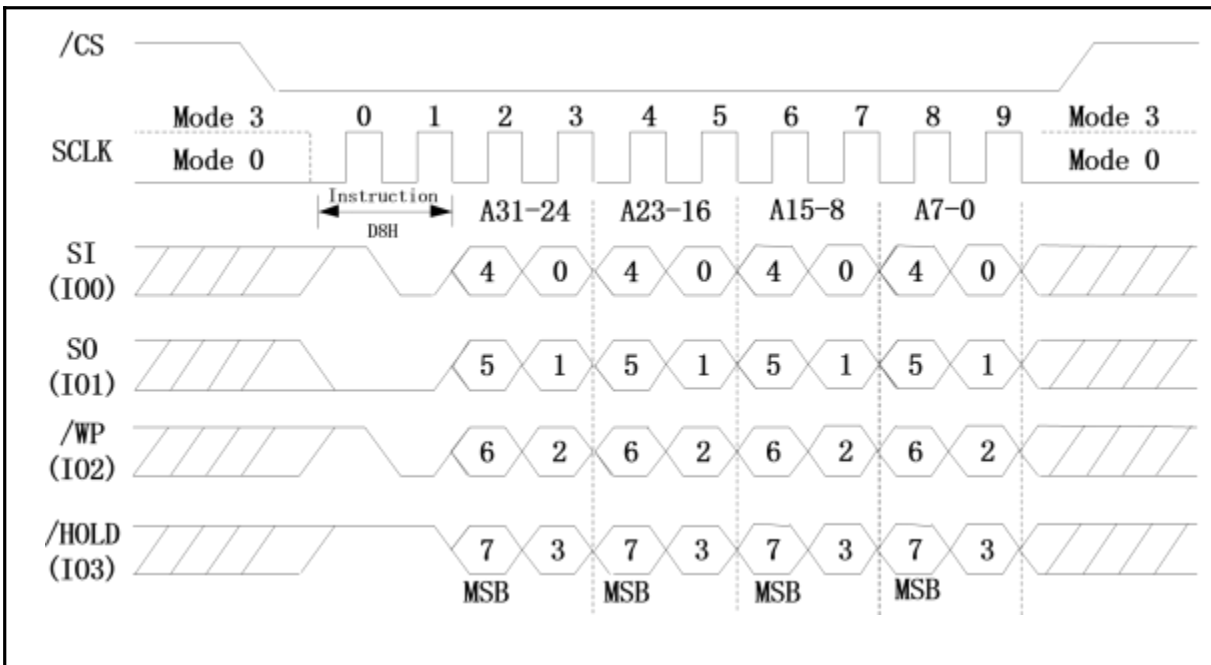 /CS
Mode 3 0 1 2 3 4 5 6 7 8 9 Mode 3
SCLK
Mode 0 Mode 0
Instruction
A31-24 A23-16 A15-8 A7-0
D8H
SI
(IO0)
4 0 4 0 4 0 4 0
SO
(IO1)
5 1 5 1 5 1 5 1
/WP
(IO2)
6 2 6 2 6 2 6 2
/HOLD
(IO3)
7 3 7 3 7 3 7 3
MSB MSB MSB MSB